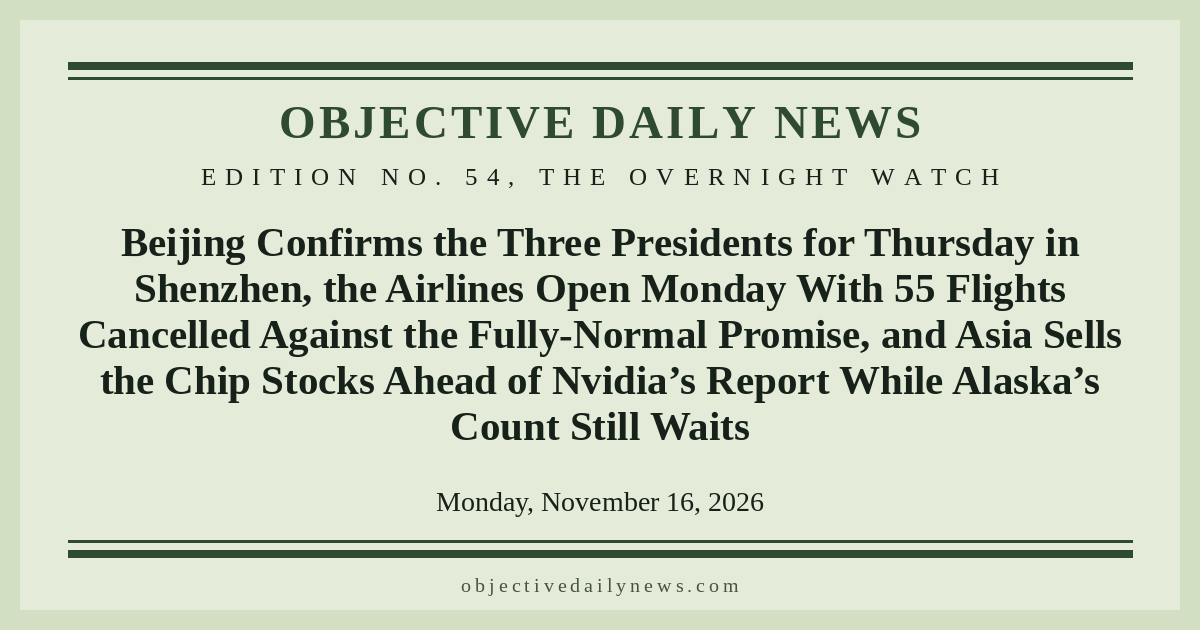 OBJECTIVE DAILY NEWS
EDITION NO. 54, THE OVERNIGHT WATCH
Beijing Confirms the Three Presidents for Thursday in
Shenzhen, the Airlines Open Monday With 55 Flights
Cancelled Against the Fully-Normal Promise, and Asia Sells
the Chip Stocks Ahead of Nvidia’s Report While Alaska’s
Count Still Waits
Monday, November 16, 2026
objectivedailynews.com